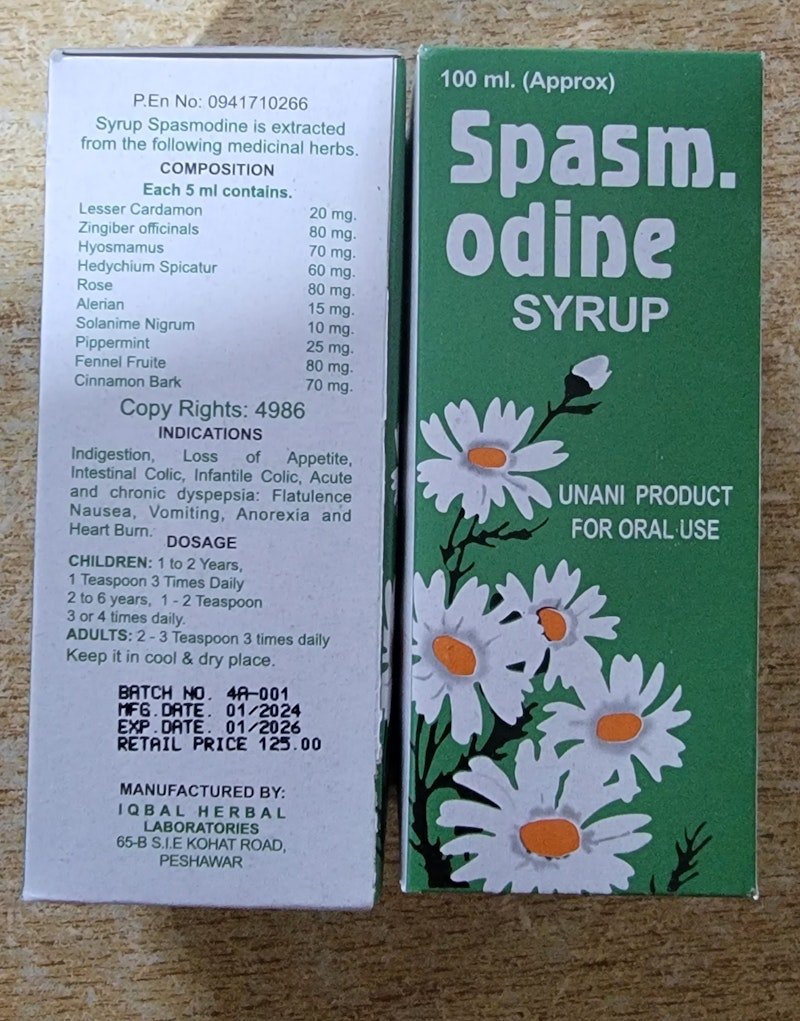 P.En No: 0941710266
Syrup Spasmodine is extracted
from the following medicinal herbs.
COMPOSITION
Each 5 ml contains.
Lesser Cardamon 20 mg.
Zingiber officinals 80 mg.
Hyosmamus 70 mg.
Hedychium Spicatur 60 mg.
Rose 80 mg.
Alerian 15 mg.
Solanime Nigrum 10 mg.
Pippermint 25 mg.
Fennel Fruite 80 mg.
Cinnamon Bark 70 mg.
Copy Rights: 4986
INDICATIONS
Indigestion, Loss of Appetite,
Intestinal Colic, Infantile Colic, Acute
and chronic dyspepsia: Flatulence
Nausea, Vomiting, Anorexia and
Heart Burn.
DOSAGE
CHILDREN: 1 to 2 Years,
1 Teaspoon 3 Times Daily
2 to 6 years, 1 - 2 Teaspoon
3 or 4 times daily.
ADULTS: 2 - 3 Teaspoon 3 times daily
Keep it in cool & dry place.
BATCH NO. 4A-001
MFG.DATE. 01/2024
EXP.DATE. 01/2026
RETAIL PRICE 125.00
MANUFACTURED BY:
IQBAL HERBAL
LABORATORIES
65-B S.I.E KOHAT ROAD,
PESHAWAR
100 ml. (Approx)
Spasm.
odine
SYRUP
UNANI PRODUCT
FOR ORAL USE